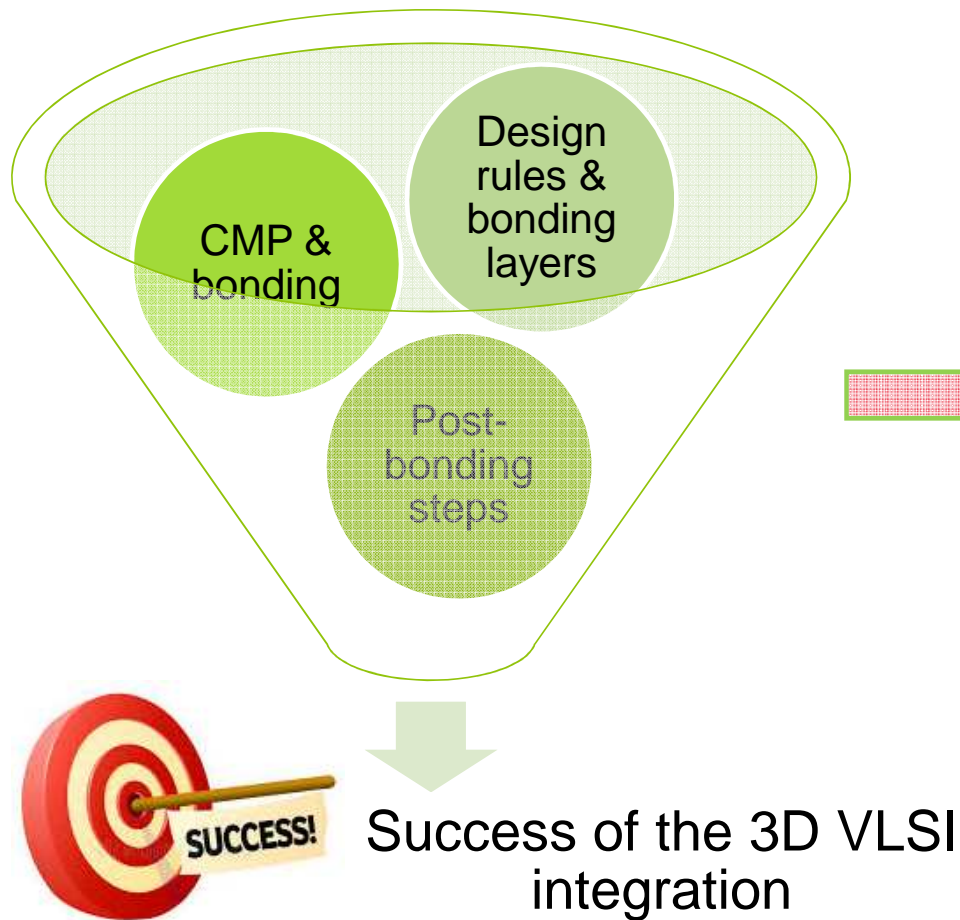 Design
rules &
bonding
layers
CMP &
bonding
Post-
bonding
steps
SUCCESS!
Success of the 3D VLSI
integration